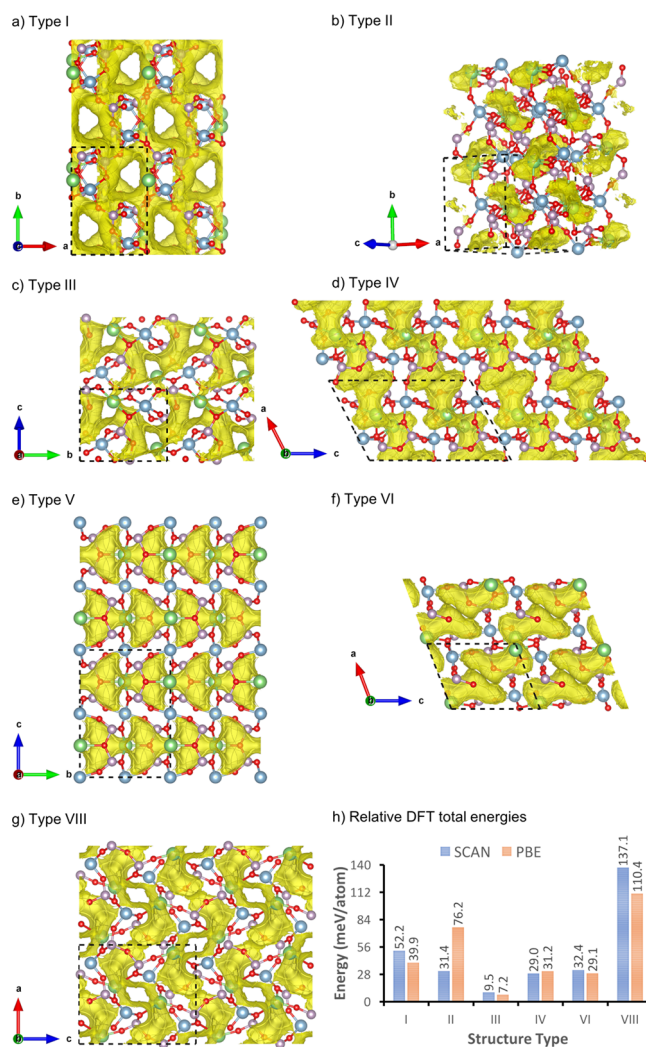 a) Type I
b) Type II
b
c
a
b
c
a
c) Type III
d) Type IV
c
a
b
a
b
c
e) Type V
f) Type VI
c
a
b
a
b
c
g) Type VIII
h) Relative DFT total energies
a
b
c
SCAN PBE
Energy (meV/atom)
140
112
84
56
28
0
52.2
39.9
31.4
76.2
9.5
7.2
29.0
31.2
32.4
29.1
137.1
110.4
I II III IV VI VIII
Structure Type